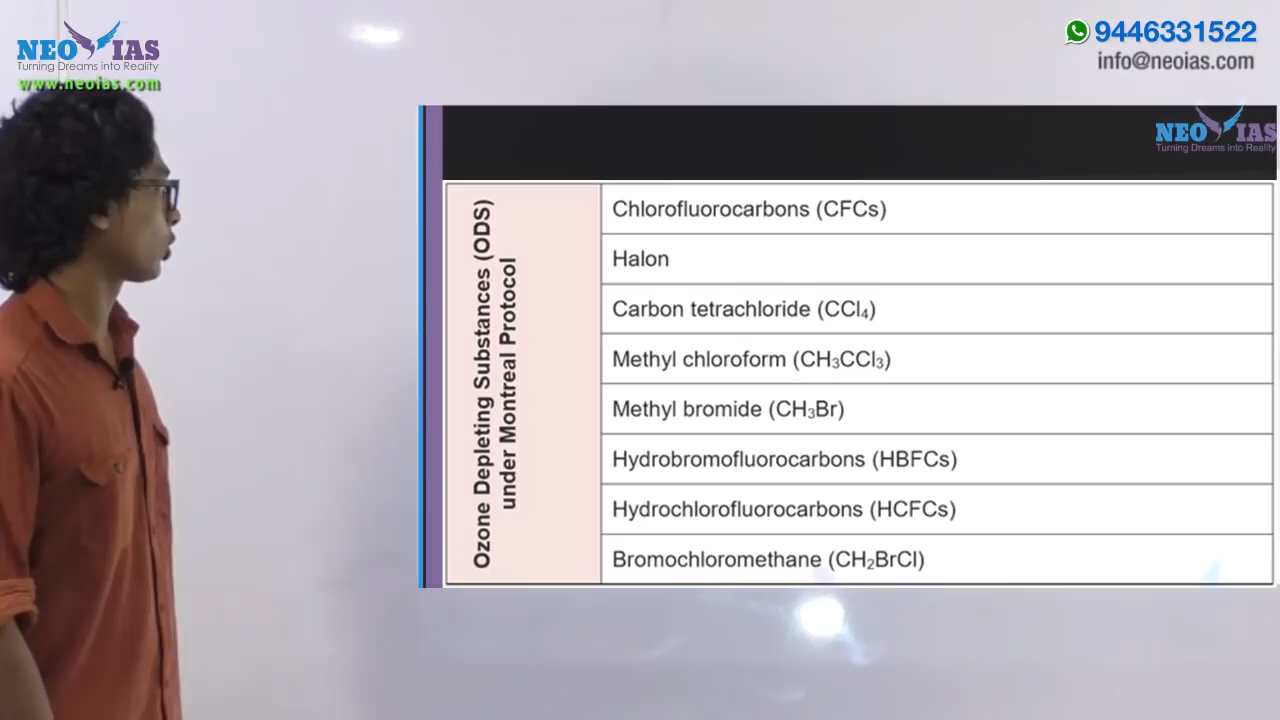 NEO IAS
Turning Dreams into Reality
www.neoias.com
9446331522
info@neoias.com
NEO IAS
Turning Dreams into Reality
Ozone Depleting Substances (ODS)
under Montreal Protocol
Chlorofluorocarbons (CFCs)
Halon
Carbon tetrachloride (CCl₄)
Methyl chloroform (CH₃CCl₃)
Methyl bromide (CH₃Br)
Hydrobromofluorocarbons (HBFCs)
Hydrochlorofluorocarbons (HCFCs)
Bromochloromethane (CH₂BrCl)